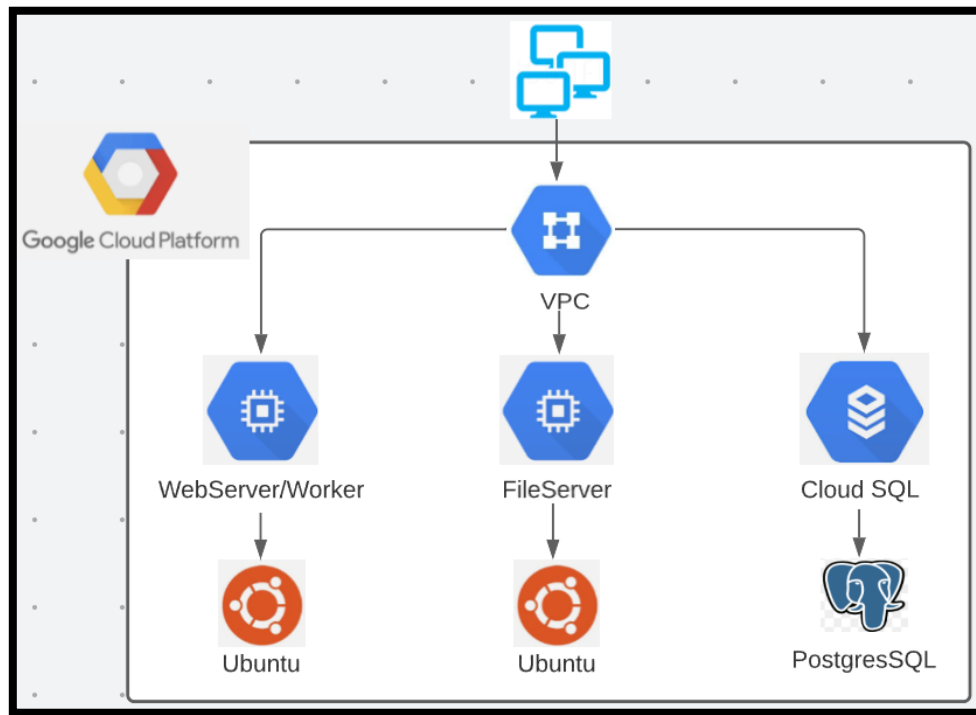 Google Cloud Platform
VPC
WebServer/Worker
FileServer
Cloud SQL
Ubuntu
Ubuntu
PostgresSQL